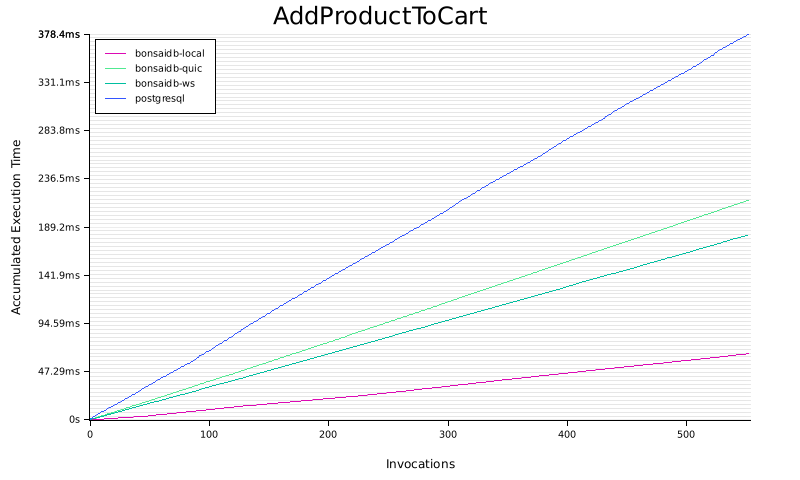 AddProductToCart
378.4ms
bonsaidb-local
bonsaidb-quic
bonsaidb-ws
postgresql
331.1ms
283.8ms
236.5ms
189.2ms
141.9ms
94.59ms
47.29ms
0s
Accumulated Execution Time
0 100 200 300 400 500
Invocations